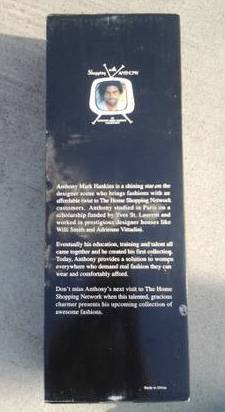 Shopping with ANTHONY
Anthony Mark Hankins is a shining star on the
designer scene who brings fashions with an
affordable twist to The Home Shopping Network
customers. Anthony studied in Paris on a
scholarship funded by Yves St. Laurent and
worked in prestigious designer houses like
Willi Smith and Adrienne Vittadini.
Eventually his education, training and talent all
came together and he created his first collection.
Today, Anthony provides a solution to women
everywhere who demand real fashion they can
wear and comfortably afford.
Don't miss Anthony's next visit to The Home
Shopping Network when this talented, gracious
charmer presents his upcoming collection of
awesome fashions.
Made in China